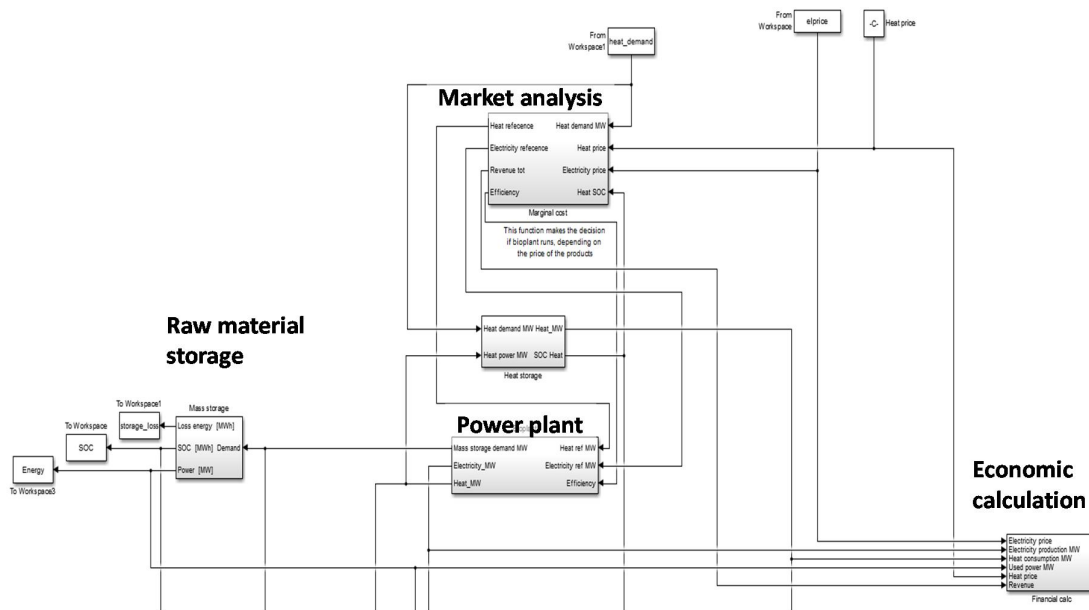 From
Workspace
elprice
-C-
Heat price
From
Workspace1
heat_demand
Market analysis
Heat refecence
Heat demand MW
Electricity refecence
Heat price
Revenue tot
Electricity price
Efficiency
Heat SOC
Marginal cost
This function makes the decision
if bioplant runs, depending on
the price of the products
Raw material
storage
Heat demand MW
Heat_MW
Heat power MW
SOC Heat
Heat storage
To Workspace1
storage_loss
To Workspace
SOC
Energy
To Workspace3
Mass storage
Loss energy [MWh]
SOC [MWh]
Demand
Power [MW]
Power plant
Mass storage demand MW
Heat ref MW
Electricity_MW
Electricity ref MW
Heat_MW
Efficiency
Economic
calculation
Electricity price
Electricity production MW
Heat consumption MW
Used power MW
Heat price
Revenue
Financial calc